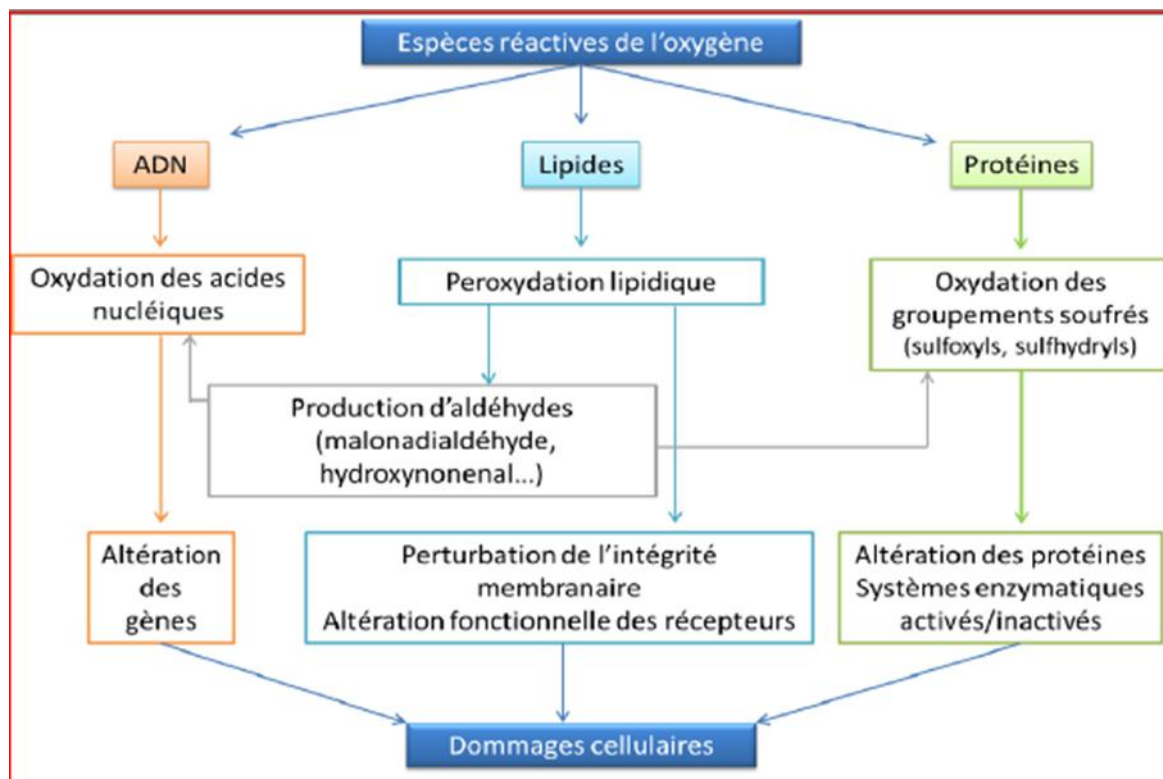 Espèces réactives de l'oxygène
ADN
Lipides
Protéines
Oxydation des acides
nucléiques
Peroxydation lipidique
Oxydation des
groupements soufrés
(sulfoxyls, sulfhydryls)
Production d'aldéhydes
(malonadialdéhyde,
hydroxynonenal...)
Altération
des
gènes
Perturbation de l'intégrité
membranaire
Altération fonctionnelle des récepteurs
Altération des protéines
Systèmes enzymatiques
activés/inactivés
Dommages cellulaires